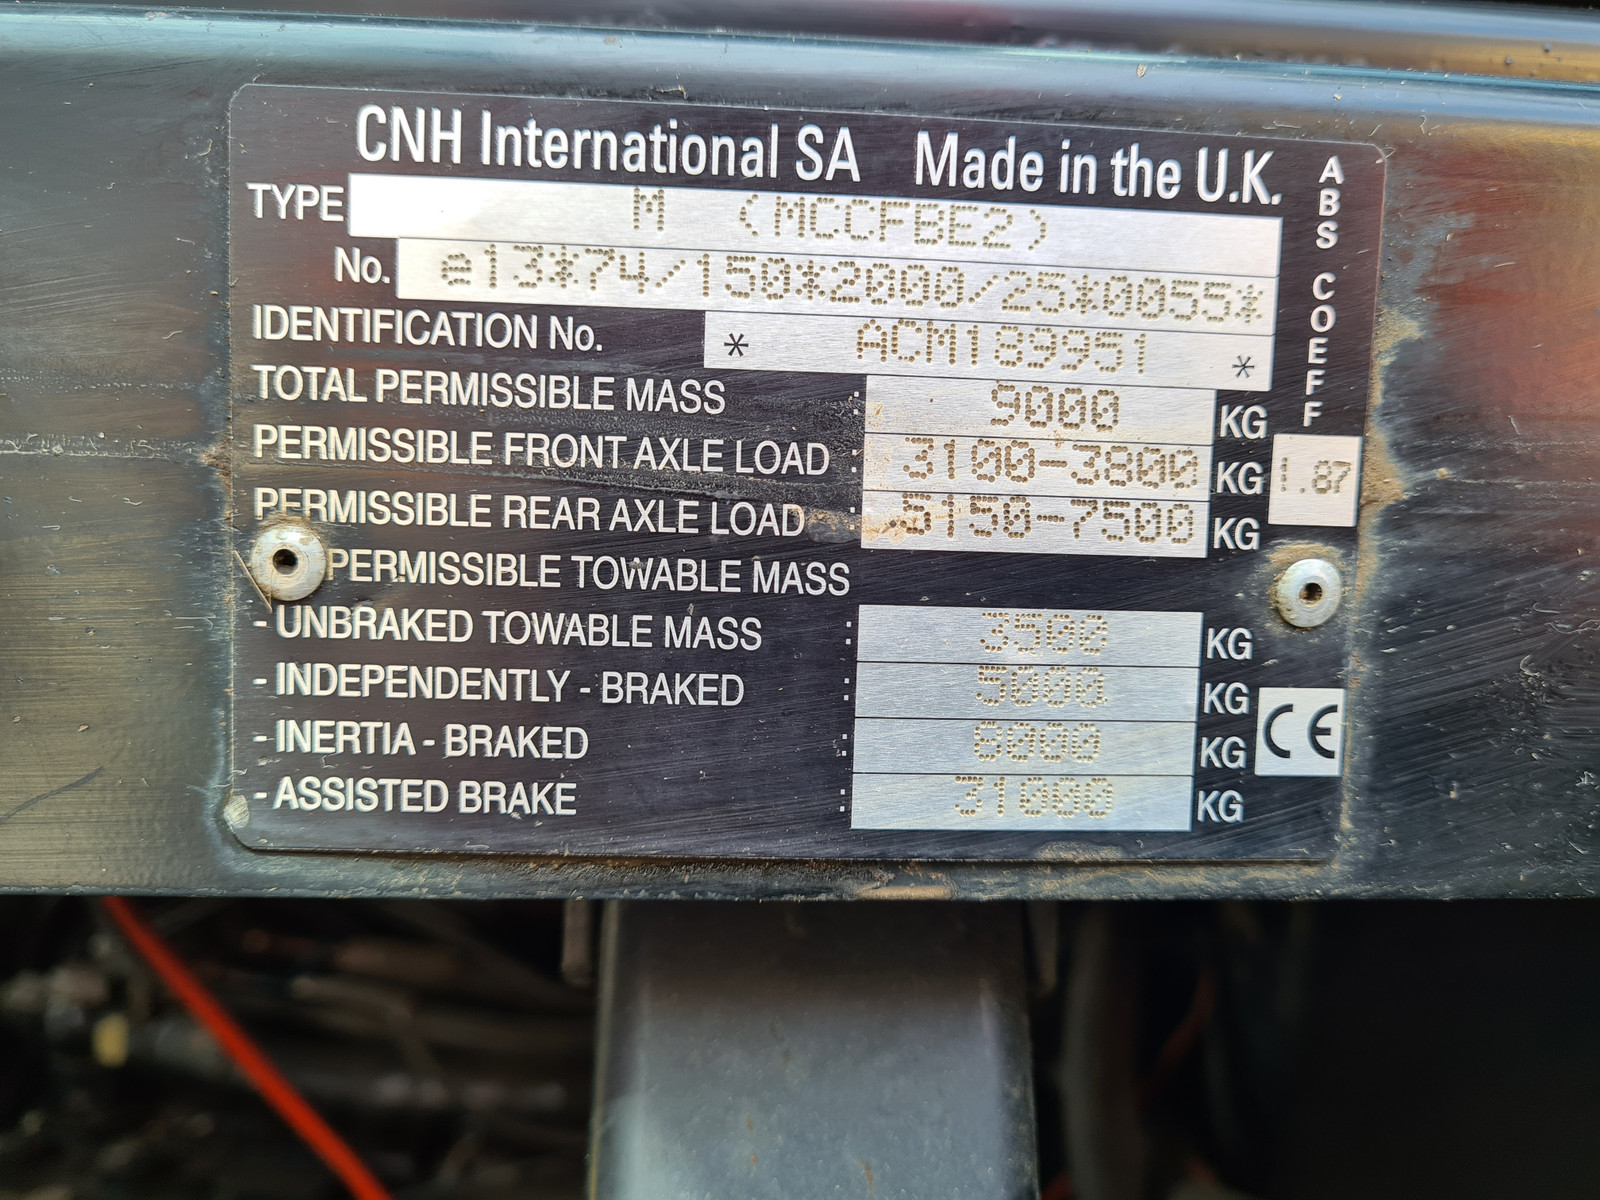 CNH International SA Made in the U.K.
TYPE M (MCCFBE2)
No. e13*74/150*2000/25*0055*
IDENTIFICATION No. * ACM189951 *
TOTAL PERMISSIBLE MASS : 9000 KG
PERMISSIBLE FRONT AXLE LOAD : 3100-3800 KG
PERMISSIBLE REAR AXLE LOAD : 5150-7500 KG
PERMISSIBLE TOWABLE MASS
- UNBRAKED TOWABLE MASS : 3500 KG
- INDEPENDENTLY - BRAKED : 5000 KG
- INERTIA - BRAKED : 8000 KG
- ASSISTED BRAKE : 31000 KG
ABS COEFF
1.87
CE